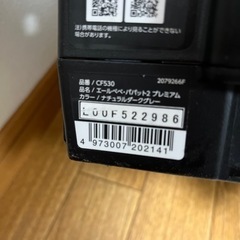 携帯電話の機種により見る
ことができない場合があります。
品番 / CF530
2079266F
品名 / エールベベ・パパット2 プレミアム
カラー / ナチュラルダークグレー
L00F522986
4 973007 202141